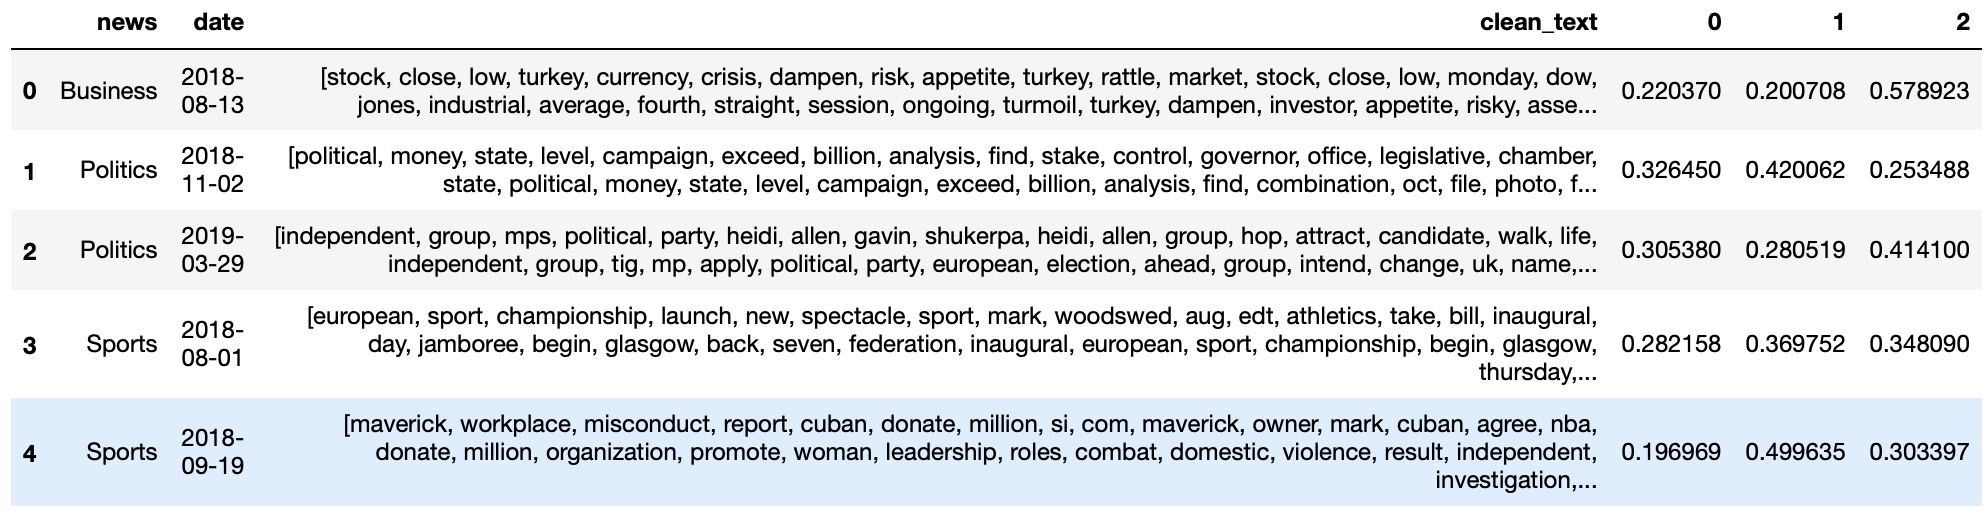 news date clean_text 0 1 2
0 Business 2018-08-13 [stock, close, low, turkey, currency, crisis, dampen, risk, appetite, turkey, rattle, market, stock, close, low, monday, dow, 0.220370 0.200708 0.578923
jones, industrial, average, fourth, straight, session, ongoing, turmoil, turkey, dampen, investor, appetite, risky, asse...
1 Politics 2018-11-02 [political, money, state, level, campaign, exceed, billion, analysis, find, stake, control, governor, office, legislative, chamber, 0.326450 0.420062 0.253488
state, political, money, state, level, campaign, exceed, billion, analysis, find, combination, oct, file, photo, f...
2 Politics 2019-03-29 [independent, group, mps, political, party, heidi, allen, gavin, shukerpa, heidi, allen, group, hop, attract, candidate, walk, life, 0.305380 0.280519 0.414100
independent, group, tig, mp, apply, political, party, european, election, ahead, group, intend, change, uk, name,...
3 Sports 2018-08-01 [european, sport, championship, launch, new, spectacle, sport, mark, woodswed, aug, edt, athletics, take, bill, inaugural, 0.282158 0.369752 0.348090
day, jamboree, begin, glasgow, back, seven, federation, inaugural, european, sport, championship, begin, glasgow,
thursday,...
4 Sports 2018-09-19 [maverick, workplace, misconduct, report, cuban, donate, million, si, com, maverick, owner, mark, cuban, agree, nba, 0.196969 0.499635 0.303397
donate, million, organization, promote, woman, leadership, roles, combat, domestic, violence, result, independent,
investigation,...